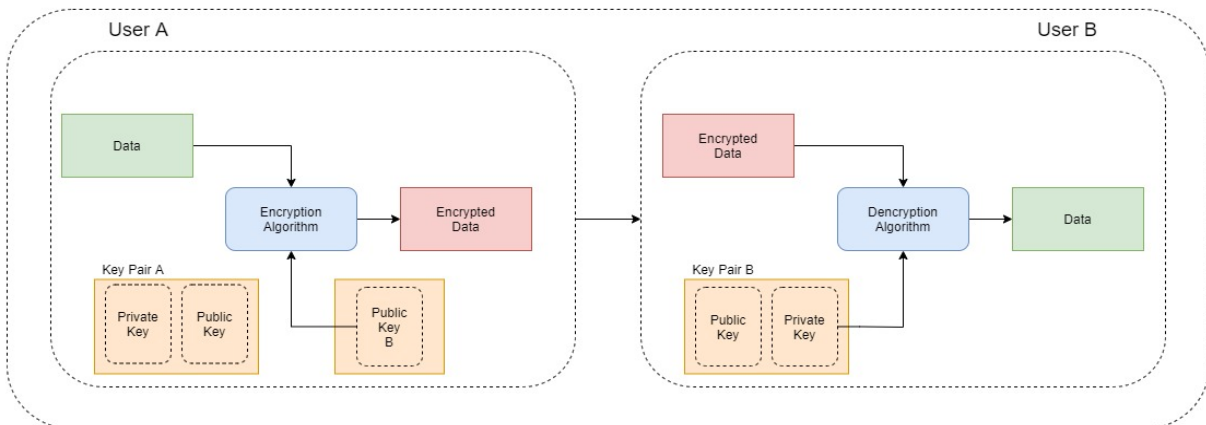 User A
User B
Data
Encryption
Algorithm
Encrypted
Data
Key Pair A
Private
Key
Public
Key
Public
Key
B
Encrypted
Data
Dencryption
Algorithm
Data
Key Pair B
Public
Key
Private
Key